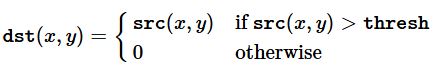 dst(x, y) = { src(x, y) if src(x, y) > thresh
0 otherwise